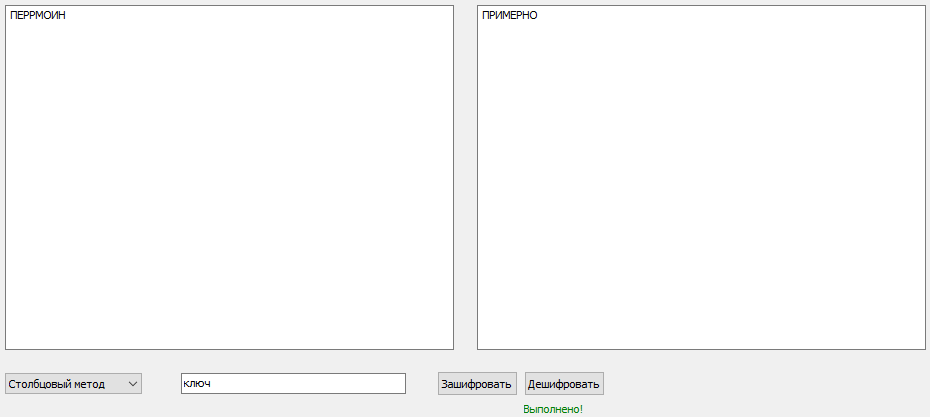 ПЕРРМОИН
ПРИМЕРНО
Столбцовый метод
ключ
Зашифровать
Дешифровать
Выполнено!